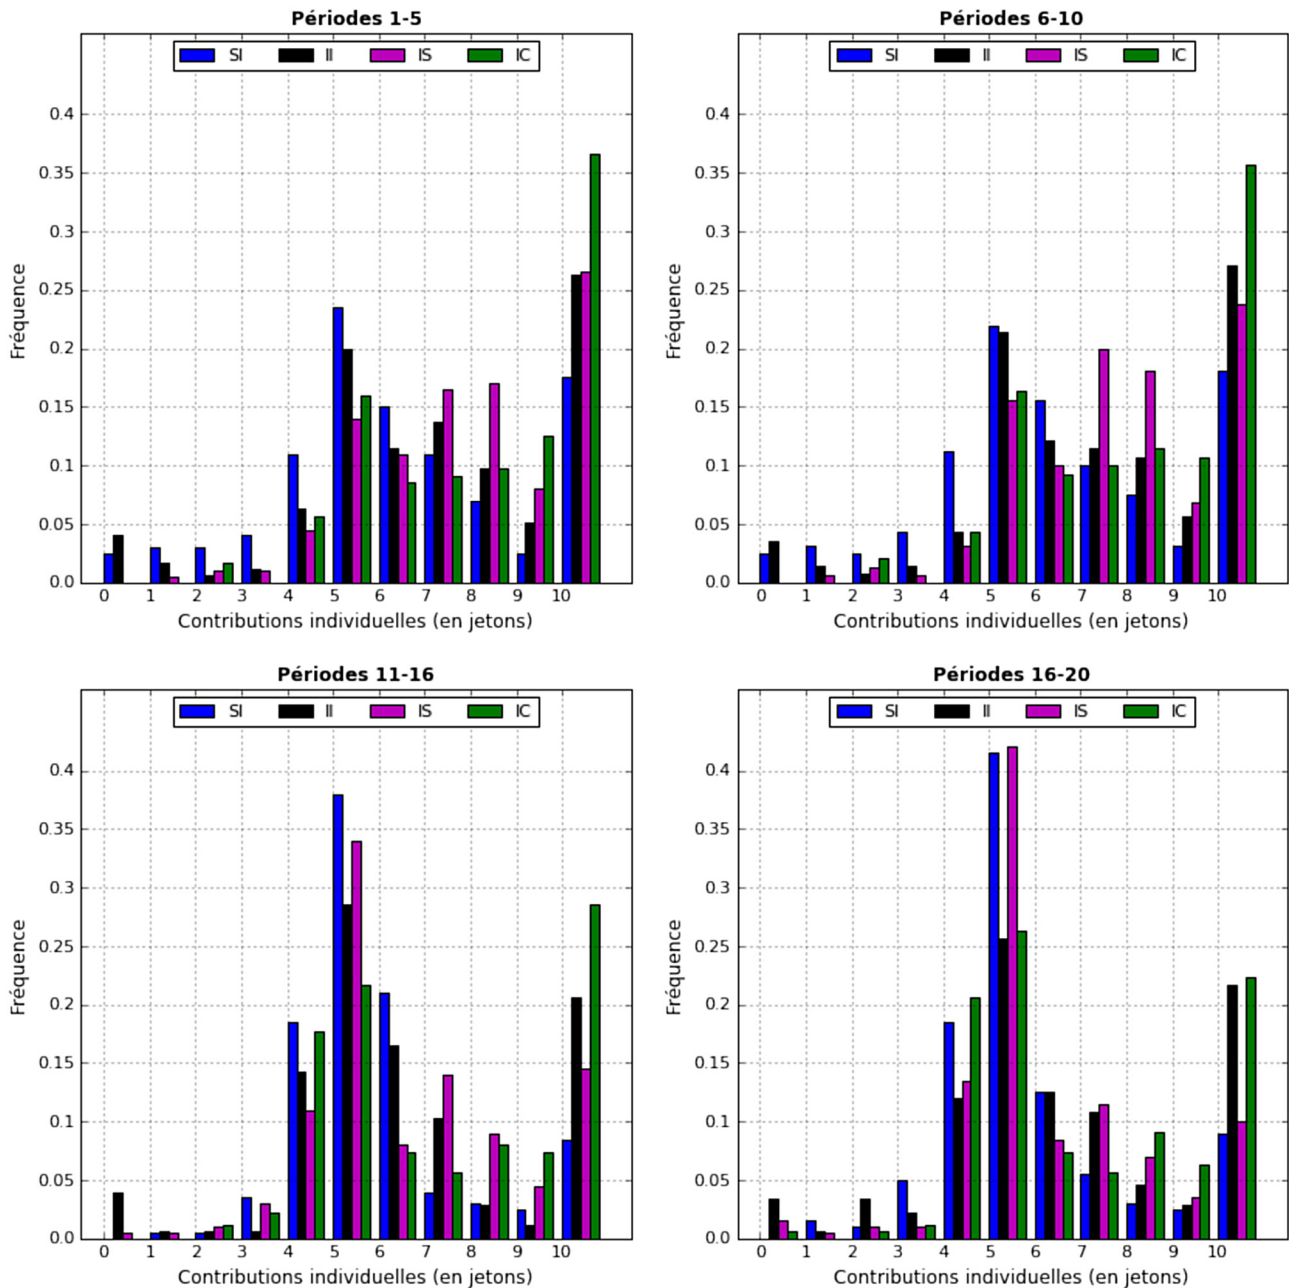 Périodes 1-5
SI II IS IC
0.4
0.35
0.3
0.25
0.2
0.15
0.1
0.05
0.0
Fréquence
0 1 2 3 4 5 6 7 8 9 10
Contributions individuelles (en jetons)
Périodes 6-10
SI II IS IC
0.4
0.35
0.3
0.25
0.2
0.15
0.1
0.05
0.0
Fréquence
0 1 2 3 4 5 6 7 8 9 10
Contributions individuelles (en jetons)
Périodes 11-16
SI II IS IC
0.4
0.35
0.3
0.25
0.2
0.15
0.1
0.05
0.0
Fréquence
0 1 2 3 4 5 6 7 8 9 10
Contributions individuelles (en jetons)
Périodes 16-20
SI II IS IC
0.4
0.35
0.3
0.25
0.2
0.15
0.1
0.05
0.0
Fréquence
0 1 2 3 4 5 6 7 8 9 10
Contributions individuelles (en jetons)